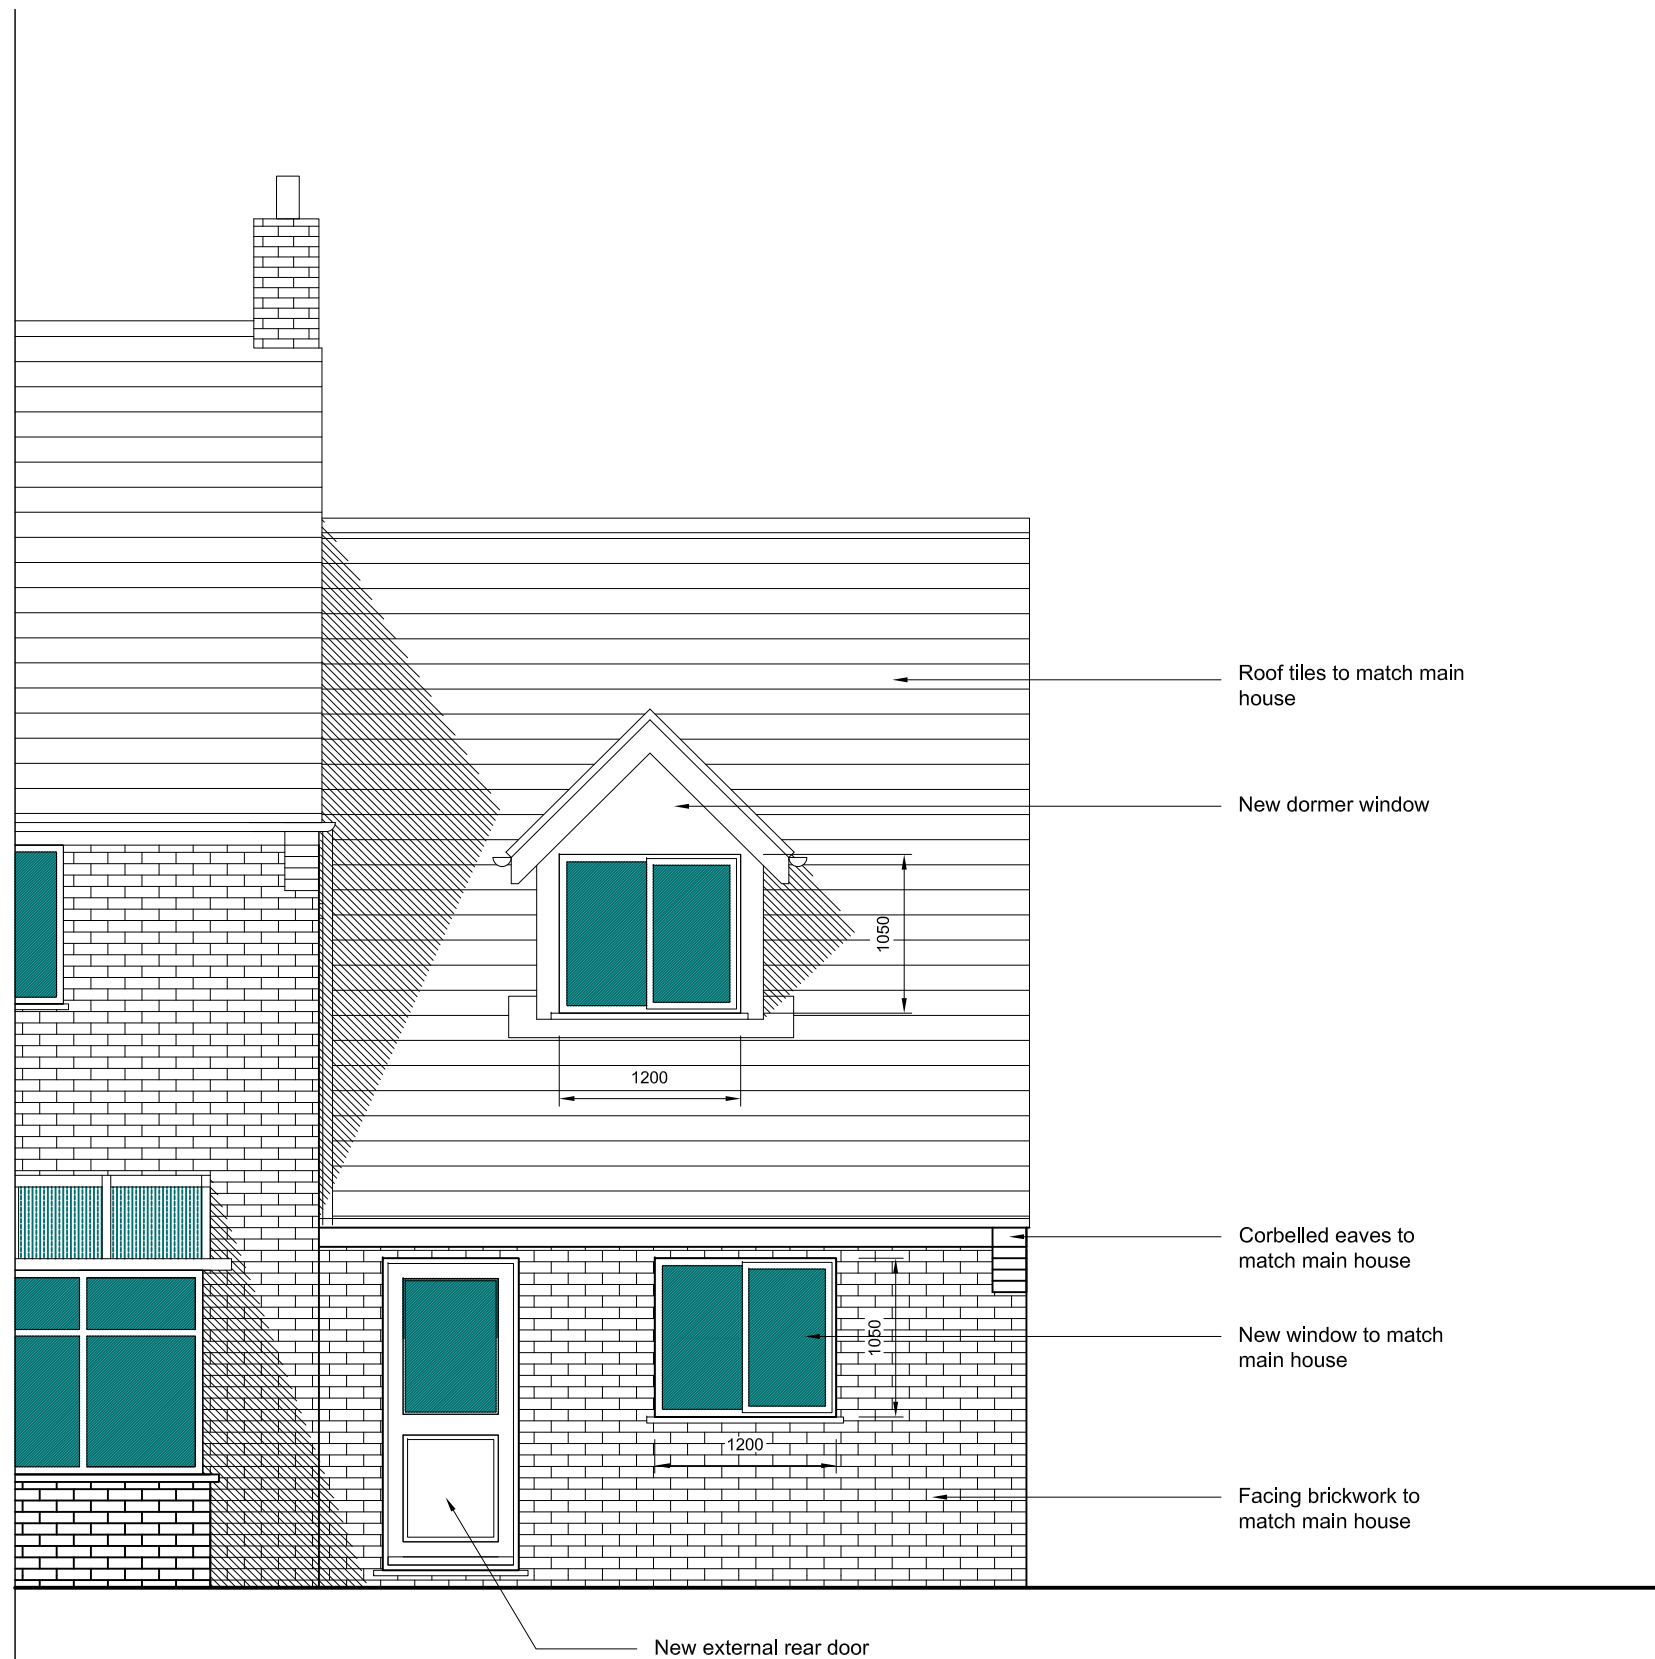 Roof tiles to match main
house
New dormer window
1050
1200
Corbelled eaves to
match main house
New window to match
main house
1050
1200
Facing brickwork to
match main house
New external rear door